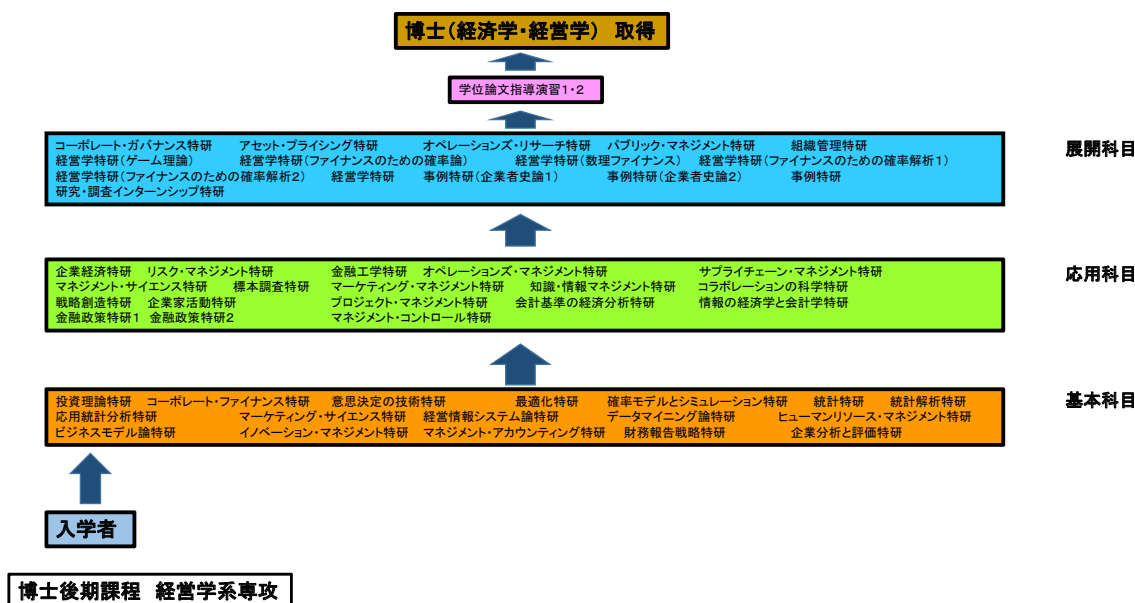 博士(経済学・経営学)　取得
学位論文指導演習1・2
展開科目
コーポレート・ガバナンス特研　アセット・プライシング特研　オペレーションズ・リサーチ特研　パブリック・マネジメント特研　組織管理特研
経営学特研(ゲーム理論)　経営学特研(ファイナンスのための確率論)　経営学特研(数理ファイナンス)　経営学特研(ファイナンスのための確率解析1)
経営学特研(ファイナンスのための確率解析2)　経営学特研　事例特研(企業者史論1)　事例特研(企業者史論2)　事例特研
研究・調査インターンシップ特研
応用科目
企業経済特研　リスク・マネジメント特研　金融工学特研　オペレーションズ・マネジメント特研　サプライチェーン・マネジメント特研
マネジメント・サイエンス特研　標本調査特研　マーケティング・マネジメント特研　知識・情報マネジメント特研　コラボレーションの科学特研
戦略創造特研　企業家活動特研　プロジェクト・マネジメント特研　会計基準の経済分析特研　情報の経済学と会計学特研
金融政策特研1　金融政策特研2　マネジメント・コントロール特研
基本科目
投資理論特研　コーポレート・ファイナンス特研　意思決定の技術特研　最適化特研　確率モデルとシミュレーション特研　統計特研　統計解析特研
応用統計分析特研　マーケティング・サイエンス特研　経営情報システム論特研　データマイニング論特研　ヒューマンリソース・マネジメント特研
ビジネスモデル論特研　イノベーション・マネジメント特研　マネジメント・アカウンティング特研　財務報告戦略特研　企業分析と評価特研
入学者
博士後期課程　経営学系専攻